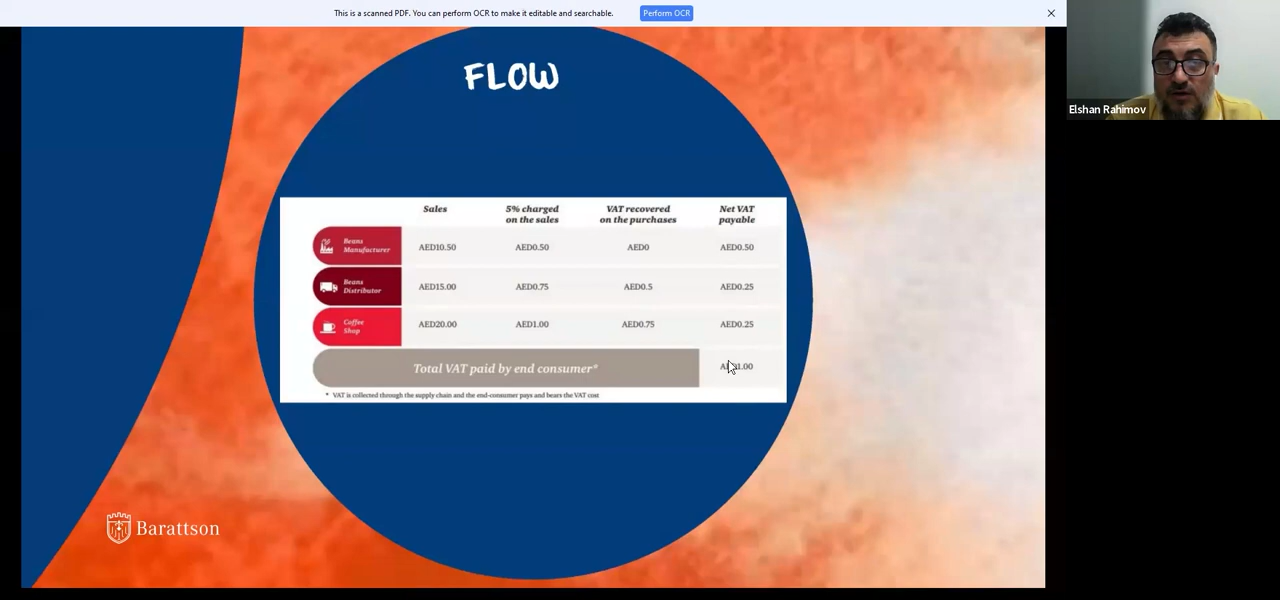 This is a scanned PDF. You can perform OCR to make it editable and searchable.
Perform OCR
Elshan Rahimov
FLOW
Sales
5% charged
on the sales
VAT recovered
on the purchases
Net VAT
payable
Beans
Manufacturer
AED10.50 AED0.50 AED0 AED0.50
Beans
Distributor
AED15.00 AED0.75 AED0.5 AED0.25
Coffee
Shop
AED20.00 AED1.00 AED0.75 AED0.25
Total VAT paid by end consumer*
* VAT is collected through the supply chain and the end-consumer pays and bears the VAT cost
Barattson